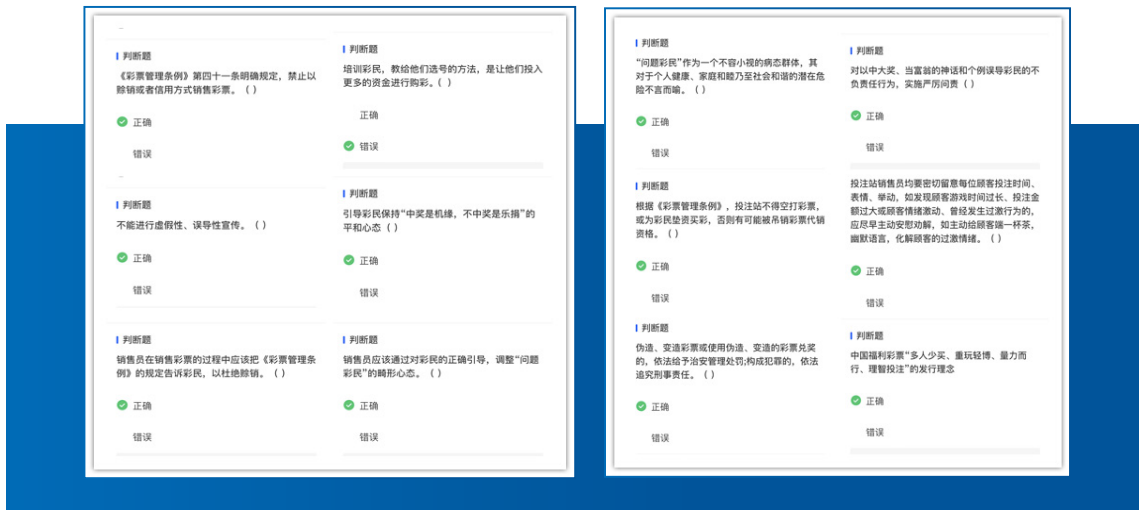 判断题
《彩票管理条例》第四十一条明确规定，禁止以
赊销或者信用方式销售彩票。（ ）
正确
错误
判断题
不能进行虚假性、误导性宣传。（ ）
正确
错误
判断题
销售员在销售彩票的过程中应该把《彩票管理条
例》的规定告诉彩民，以杜绝赊销。（ ）
正确
错误
判断题
培训彩民，教给他们选号的方法，是让他们投入
更多的资金进行购彩。（ ）
正确
错误
判断题
引导彩民保持“中奖是机缘，不中奖是乐捐”的
平和心态（ ）
正确
错误
判断题
销售员应该通过对彩民的正确引导，调整“问题
彩民”的畸形心态。（ ）
正确
错误
判断题
“问题彩民”作为一个不容小视的病态群体，其
对于个人健康、家庭和睦乃至社会和谐的潜在危
险不言而喻。（ ）
正确
错误
判断题
根据《彩票管理条例》，投注站不得空打彩票，
或为彩民垫资买彩，否则有可能被吊销彩票代销
资格。（ ）
正确
错误
判断题
伪造、变造彩票或使用伪造、变造的彩票兑奖
的，依法给予治安管理处罚;构成犯罪的，依法
追究刑事责任。（ ）
正确
错误
判断题
对以中大奖、当富翁的神话和个例误导彩民的不
负责任行为，实施严厉问责（ ）
正确
错误
投注站销售员均要密切留意每位顾客投注时间、
表情、举动，如发现顾客游戏时间过长、投注金
额过大或顾客情绪激动、曾经发生过激行为的，
应尽早主动安慰劝解，如主动给顾客端一杯茶，
幽默语言，化解顾客的过激情绪。（ ）
正确
错误
判断题
中国福利彩票“多人少买、重玩轻博、量力而
行、理智投注”的发行理念
正确
错误